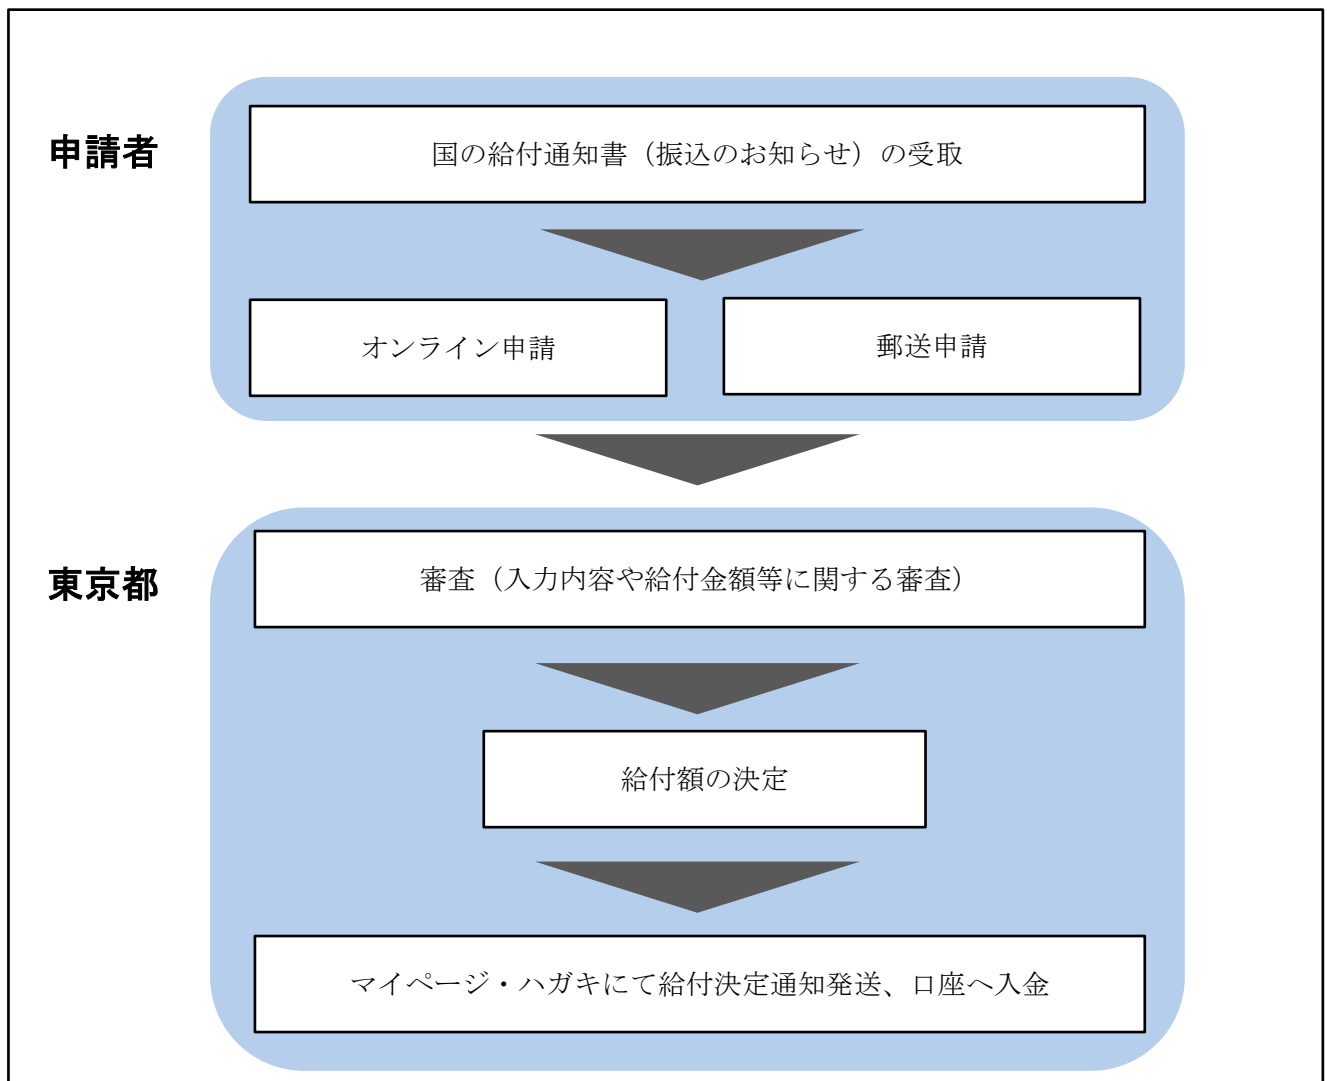 申請者
国の給付通知書（振込のお知らせ）の受取
オンライン申請
郵送申請
東京都
審査（入力内容や給付金額等に関する審査）
給付額の決定
マイページ・ハガキにて給付決定通知発送、口座へ入金